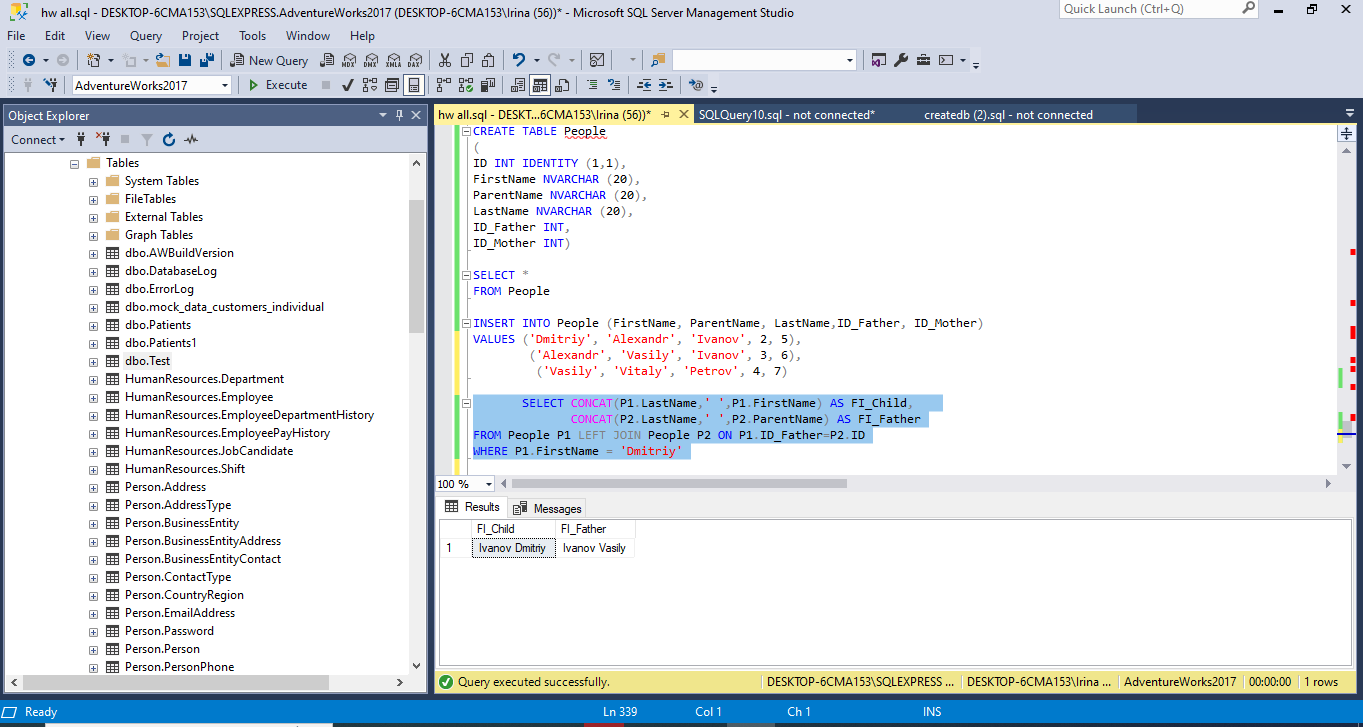 hw all.sql - DESKTOP-6CMA153\SQLEXPRESS.AdventureWorks2017 (DESKTOP-6CMA153\Irina (56))* - Microsoft SQL Server Management Studio
Quick Launch (Ctrl+Q)
File Edit View Query Project Tools Window Help
New Query MDX DMX XMLA DAX
AdventureWorks2017 Execute
Object Explorer
hw all.sql - DESKT...6CMA153\Irina (56))* SQLQuery10.sql - not connected* createdb (2).sql - not connected
Connect
Tables
System Tables
FileTables
External Tables
Graph Tables
dbo.AWBuildVersion
dbo.DatabaseLog
dbo.ErrorLog
dbo.mock_data_customers_individual
dbo.Patients
dbo.Patients1
dbo.Test
HumanResources.Department
HumanResources.Employee
HumanResources.EmployeeDepartmentHistory
HumanResources.EmployeePayHistory
HumanResources.JobCandidate
HumanResources.Shift
Person.Address
Person.AddressType
Person.BusinessEntity
Person.BusinessEntityAddress
Person.BusinessEntityContact
Person.ContactType
Person.CountryRegion
Person.EmailAddress
Person.Password
Person.Person
Person.PersonPhone
CREATE TABLE People
(
ID INT IDENTITY (1,1),
FirstName NVARCHAR (20),
ParentName NVARCHAR (20),
LastName NVARCHAR (20),
ID_Father INT,
ID_Mother INT)
SELECT *
FROM People
INSERT INTO People (FirstName, ParentName, LastName,ID_Father, ID_Mother)
VALUES ('Dmitriy', 'Alexandr', 'Ivanov', 2, 5),
('Alexandr', 'Vasily', 'Ivanov', 3, 6),
('Vasily', 'Vitaly', 'Petrov', 4, 7)
SELECT CONCAT(P1.LastName,' ',P1.FirstName) AS FI_Child,
CONCAT(P2.LastName,' ',P2.ParentName) AS FI_Father
FROM People P1 LEFT JOIN People P2 ON P1.ID_Father=P2.ID
WHERE P1.FirstName = 'Dmitriy'
100 %
Results Messages
FI_Child FI_Father
1 Ivanov Dmitriy Ivanov Vasily
Query executed successfully. DESKTOP-6CMA153\SQLEXPRESS ... DESKTOP-6CMA153\Irina ... AdventureWorks2017 00:00:00 1 rows
Ready Ln 339 Col 1 Ch 1 INS